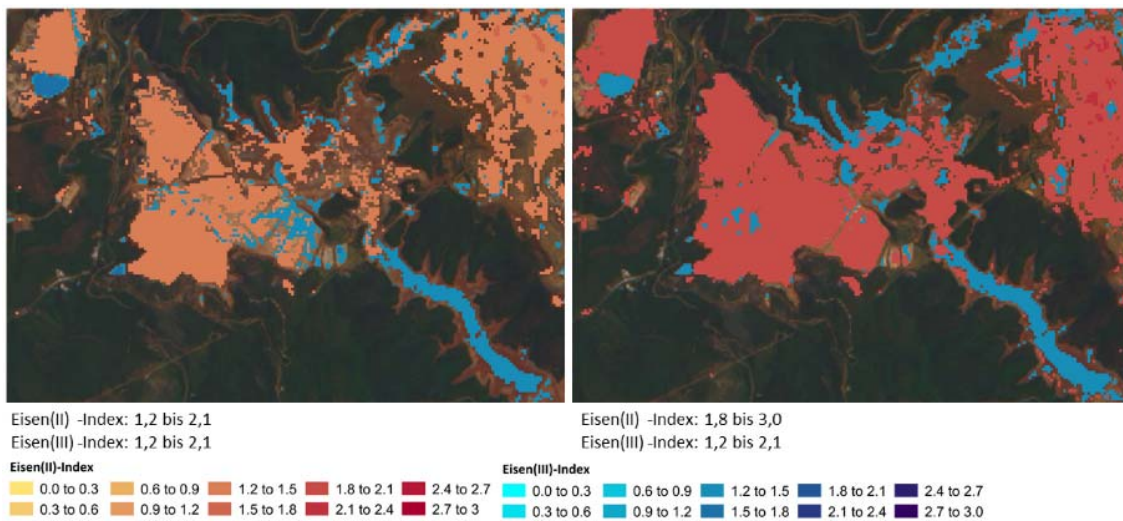 Eisen(II) -Index: 1,2 bis 2,1
Eisen(III) -Index: 1,2 bis 2,1
Eisen(II) -Index: 1,8 bis 3,0
Eisen(III) -Index: 1,2 bis 2,1
Eisen(II)-Index
0.0 to 0.3 0.6 to 0.9 1.2 to 1.5 1.8 to 2.1 2.4 to 2.7
0.3 to 0.6 0.9 to 1.2 1.5 to 1.8 2.1 to 2.4 2.7 to 3
Eisen(III)-Index
0.0 to 0.3 0.6 to 0.9 1.2 to 1.5 1.8 to 2.1 2.4 to 2.7
0.3 to 0.6 0.9 to 1.2 1.5 to 1.8 2.1 to 2.4 2.7 to 3.0